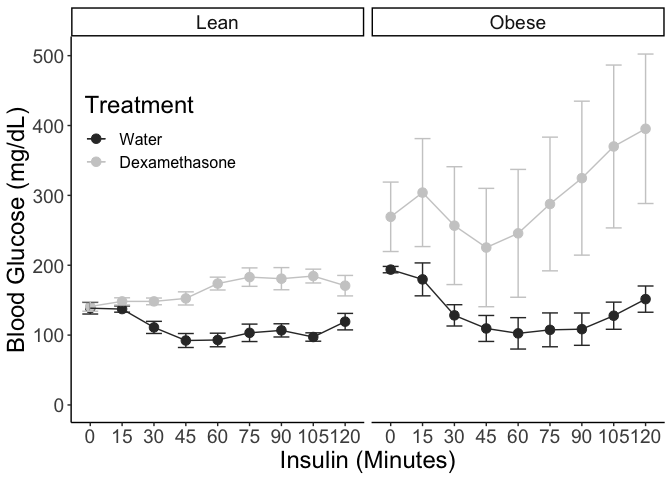 Lean
Obese
500
400
300
200
100
0
Blood Glucose (mg/dL)
Treatment
Water
Dexamethasone
0 15 30 45 60 75 90 105 120
0 15 30 45 60 75 90 105 120
Insulin (Minutes)